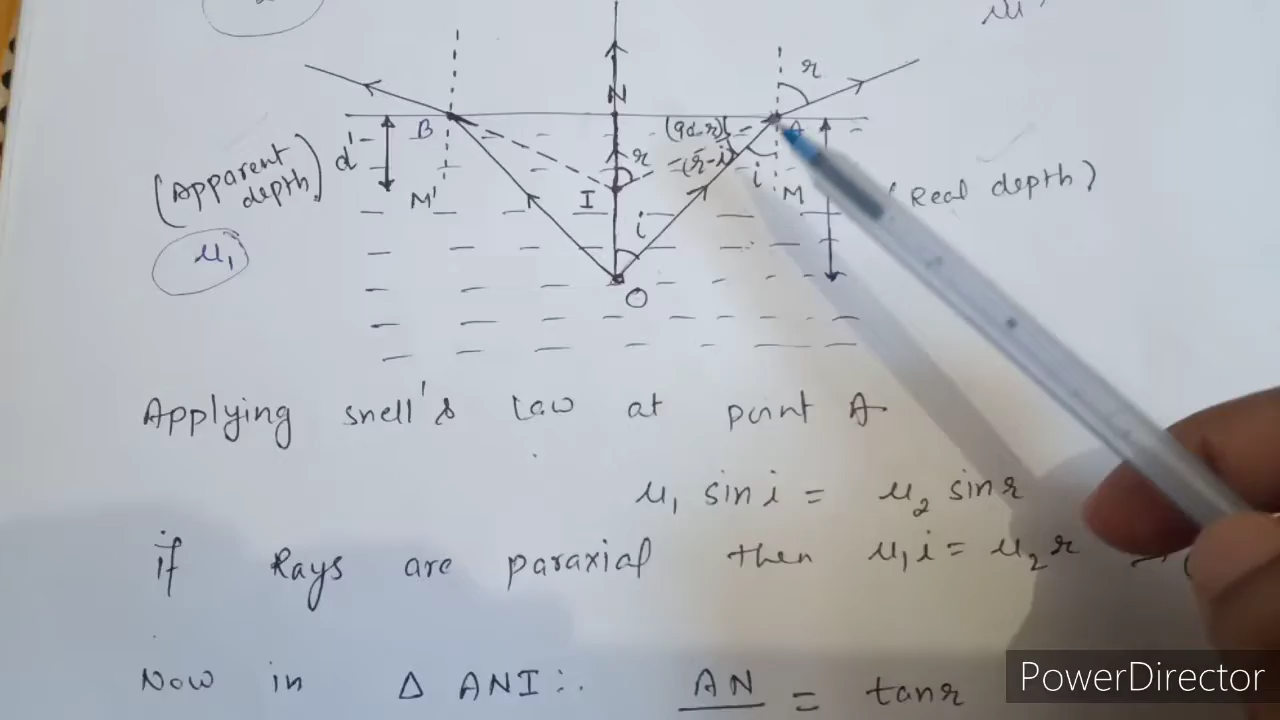 r
N
B
(90-r)
A
d'
r
(r-i)
i
(Apparent depth)
I
M'
M
(Real depth)
i
μ₁
O
Applying snell's law at point A
μ₁ sin i = μ₂ sin r
if Rays are paraxial then μ₁ i = μ₂ r → (
Now in Δ ANI ∴ AN = tan r
PowerDirector